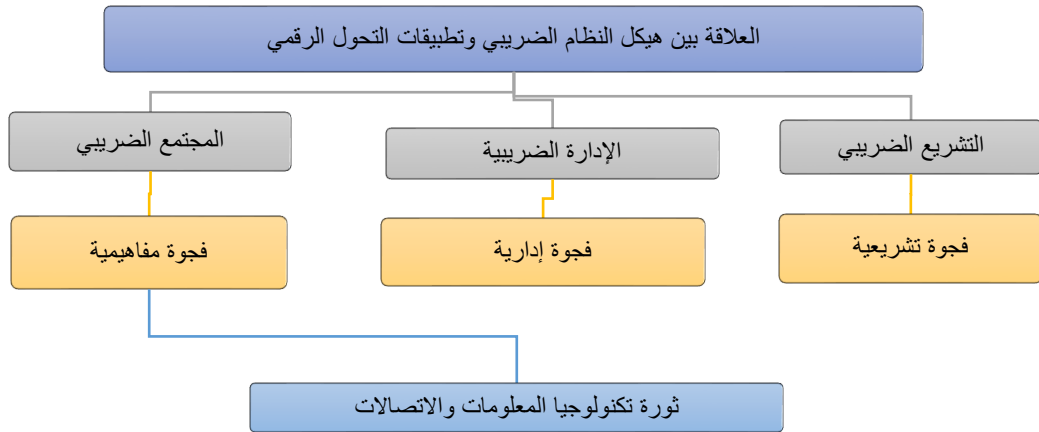 العلاقة بين هيكل النظام الضريبي وتطبيقات التحول الرقمي
التشريع الضريبي
الإدارة الضريبية
المجتمع الضريبي
فجوة تشريعية
فجوة إدارية
فجوة مفاهيمية
ثورة تكنولوجيا المعلومات والاتصالات